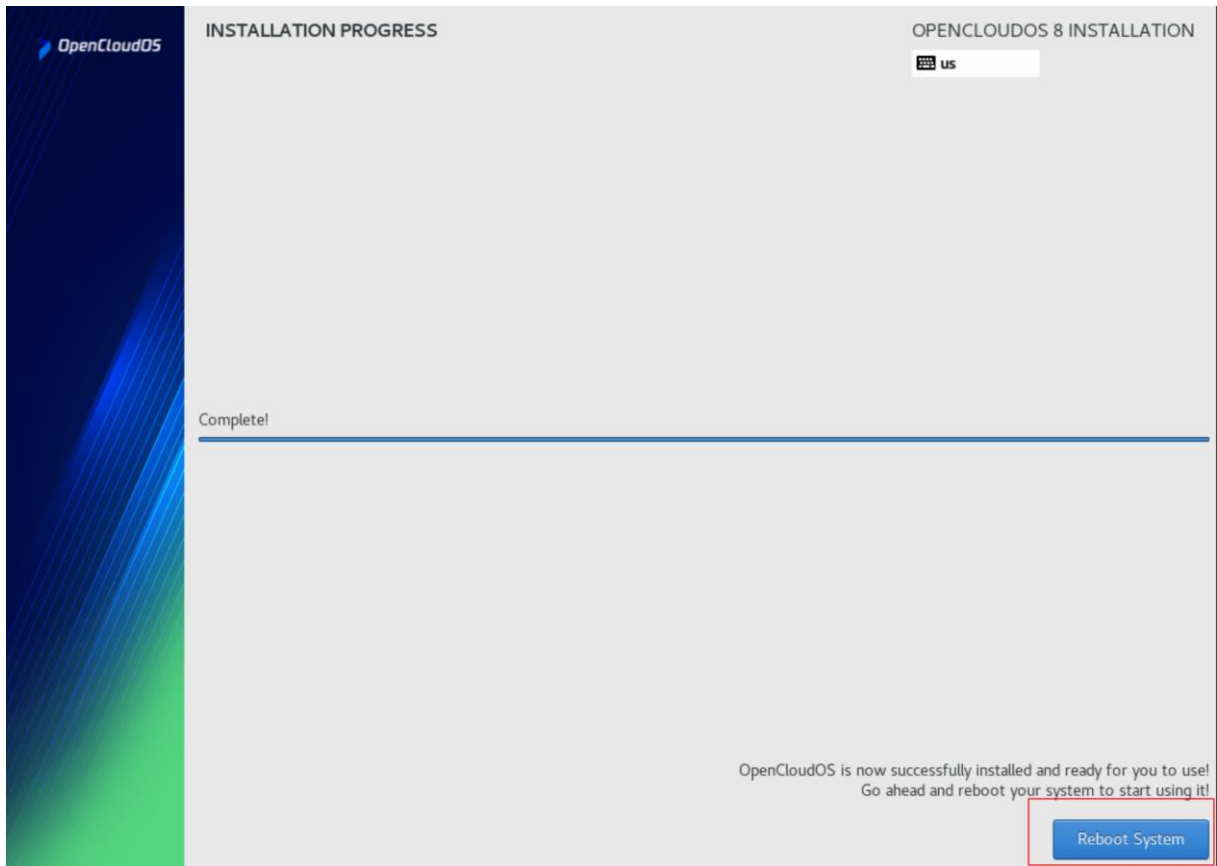 OpenCloudOS
INSTALLATION PROGRESS
OPENCLOUDOS 8 INSTALLATION
us
Complete!
OpenCloudOS is now successfully installed and ready for you to use!
Go ahead and reboot your system to start using it!
Reboot System